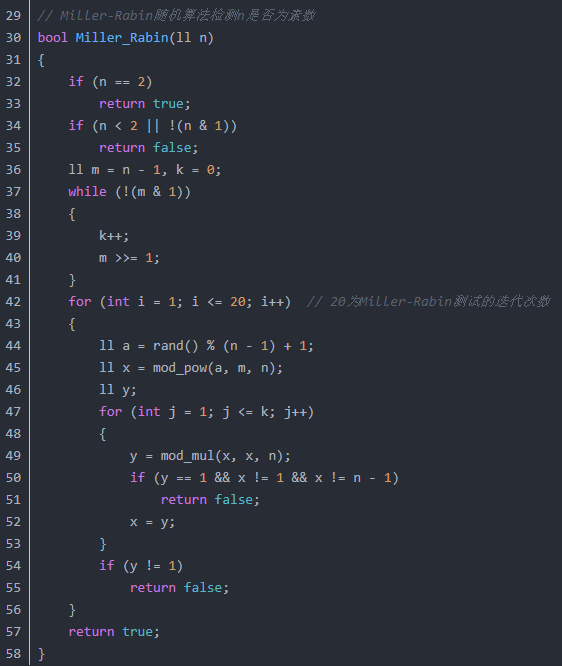 29 // Miller-Rabin随机算法检测n是否为素数
30 bool Miller_Rabin(ll n)
31 {
32     if (n == 2)
33         return true;
34     if (n < 2 || !(n & 1))
35         return false;
36     ll m = n - 1, k = 0;
37     while (!(m & 1))
38     {
39         k++;
40         m >>= 1;
41     }
42     for (int i = 1; i <= 20; i++)  // 20为Miller-Rabin测试的迭代次数
43     {
44         ll a = rand() % (n - 1) + 1;
45         ll x = mod_pow(a, m, n);
46         ll y;
47         for (int j = 1; j <= k; j++)
48         {
49             y = mod_mul(x, x, n);
50             if (y == 1 && x != 1 && x != n - 1)
51                 return false;
52             x = y;
53         }
54         if (y != 1)
55             return false;
56     }
57     return true;
58 }